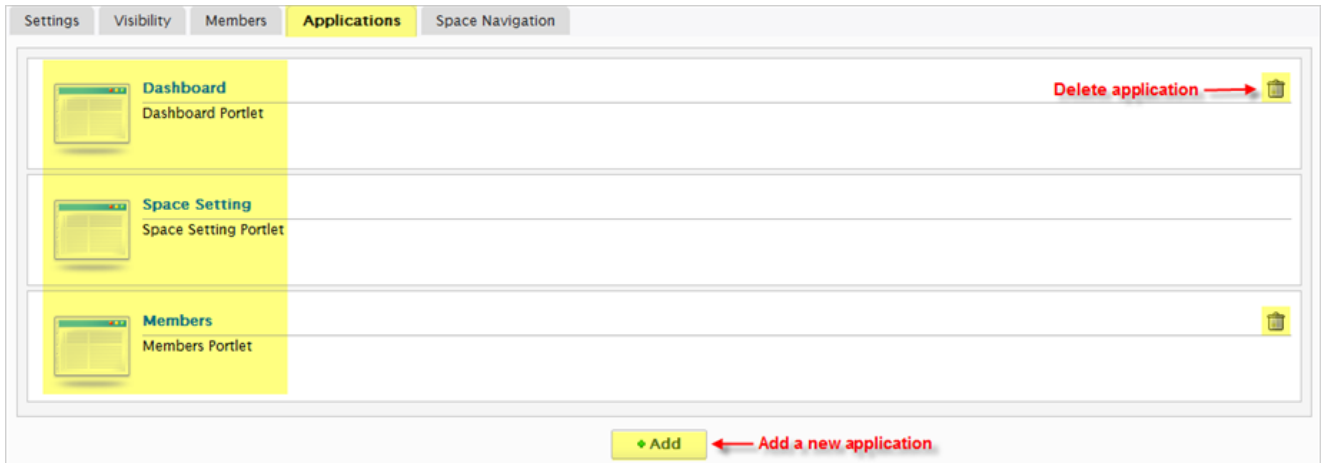 Settings Visibility Members Applications Space Navigation
Dashboard
Delete application
Dashboard Portlet
Space Setting
Space Setting Portlet
Members
Members Portlet
Add Add a new application